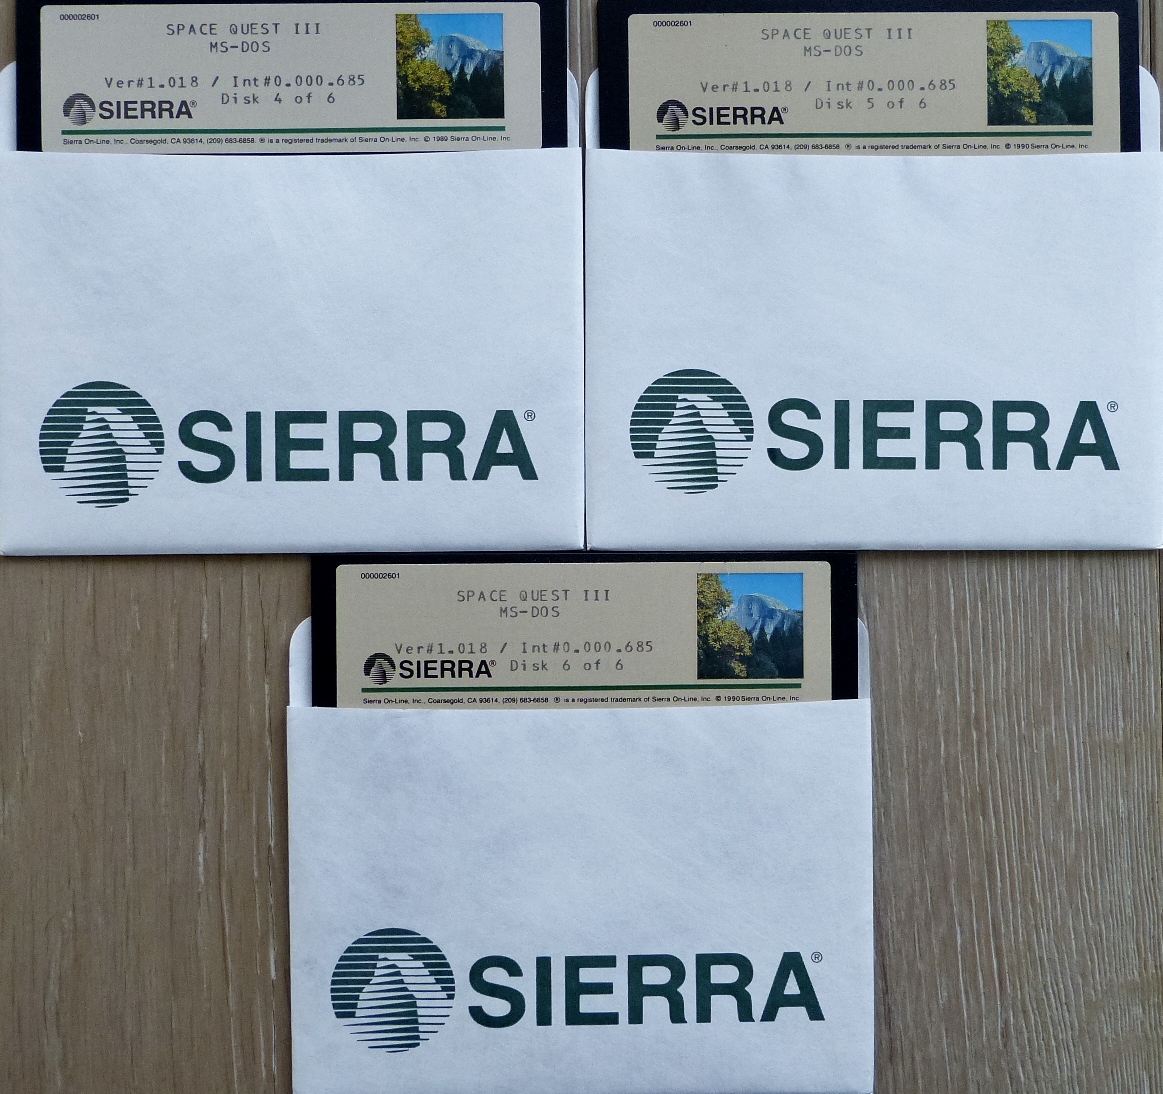 000002601
SPACE QUEST III
MS-DOS
Ver#1.018 / Int#0.000.685
SIERRA® Disk 4 of 6
Sierra On-Line, Inc., Coarsegold, CA 93614, (209) 683-6858. ® is a registered trademark of Sierra On-Line, Inc. © 1989 Sierra On-Line, Inc.
SIERRA®
000002601
SPACE QUEST III
MS-DOS
Ver#1.018 / Int#0.000.685
SIERRA® Disk 5 of 6
Sierra On-Line, Inc., Coarsegold, CA 93614, (209) 683-6858. ® is a registered trademark of Sierra On-Line, Inc. © 1990 Sierra On-Line, Inc.
SIERRA®
000002601
SPACE QUEST III
MS-DOS
Ver#1.018 / Int#0.000.685
SIERRA® Disk 6 of 6
Sierra On-Line, Inc., Coarsegold, CA 93614, (209) 683-6858 ® is a registered trademark of Sierra On-Line, Inc. © 1990 Sierra On-Line, Inc.
SIERRA®